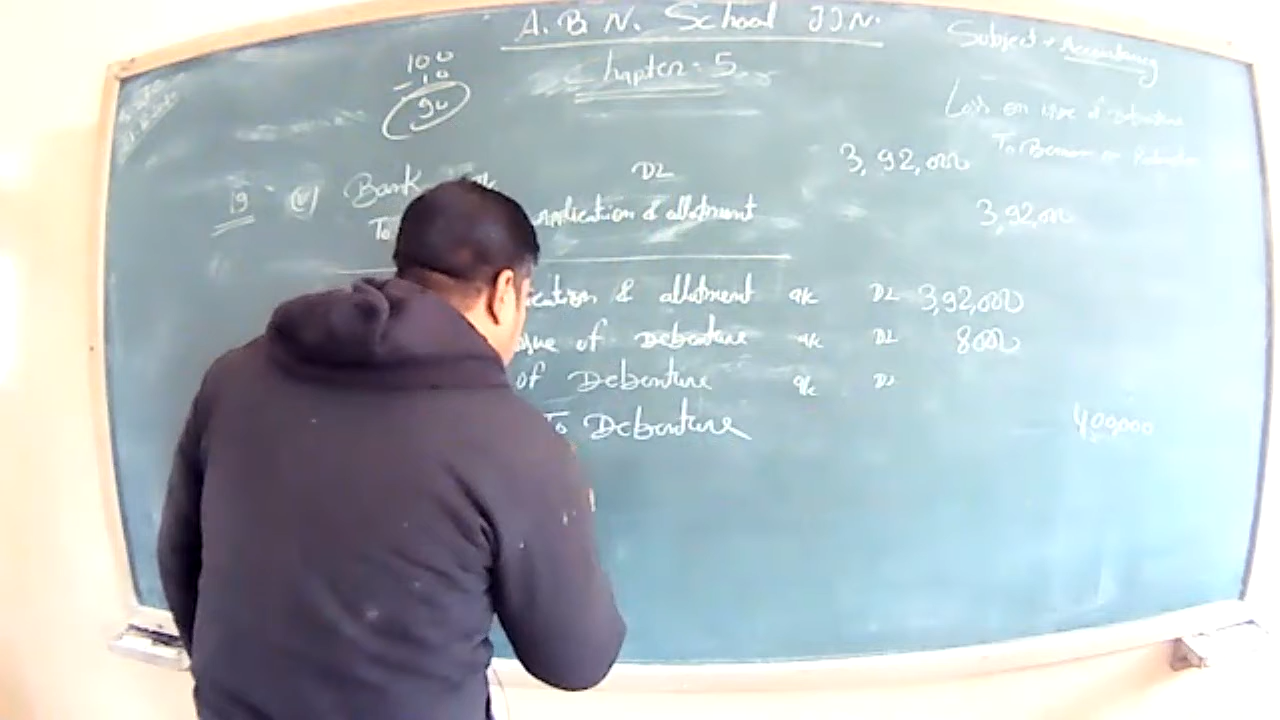 A. B. N. School JJN.
Subject → Accountancy
Chapter - 5
100
- 10
90
Loss on issue of Debenture
To Premium on Redemption
19 (v) Bank a/c Dr 3,92,000
To Application & allotment 3,92,000
ication & allotment a/c Dr 3,92,000
sue of Debenture a/c Dr 8000
of Debenture a/c Dr
To Debenture 400000